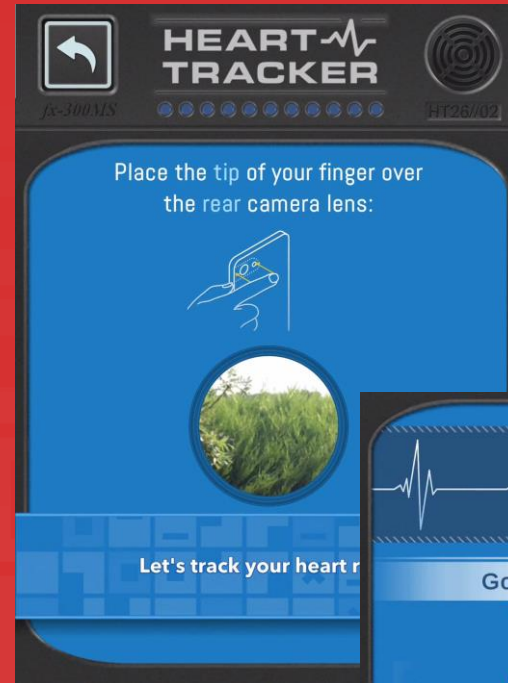 HEART
TRACKER
fx-300MS
HT26//02
Place the tip of your finger over
the rear camera lens:
Let's track your heart r
Go